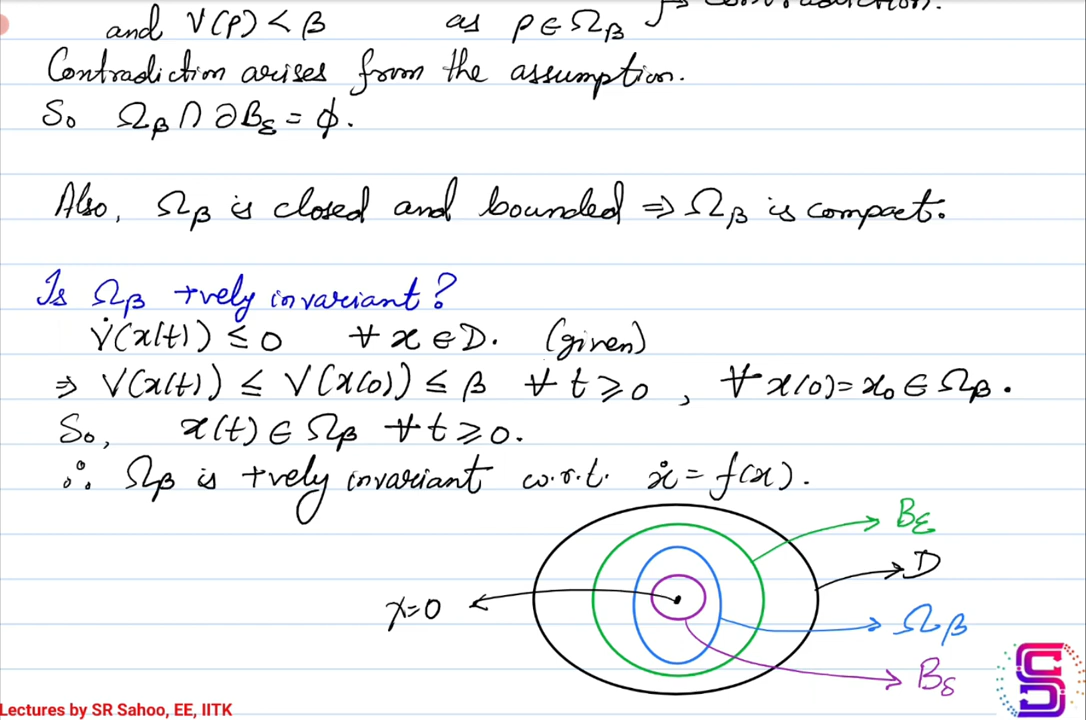 and V(p) < β as p ∈ Ω_β
Contradiction arises from the assumption.
So Ω_β ∩ ∂B_ε = ϕ.
Also, Ω_β is closed and bounded ⇒ Ω_β is compact.
Is Ω_β +vely invariant?
V̇(x(t)) ≤ 0 ∀ x ∈ D. (given)
⇒ V(x(t)) ≤ V(x(0)) ≤ β ∀ t ≥ 0, ∀ x(0) = x₀ ∈ Ω_β.
So, x(t) ∈ Ω_β ∀ t ≥ 0.
∴ Ω_β is +vely invariant w.r.t. ẋ = f(x).
B_ε
D
x=0
Ω_β
B_δ
Lectures by SR Sahoo, EE, IITK